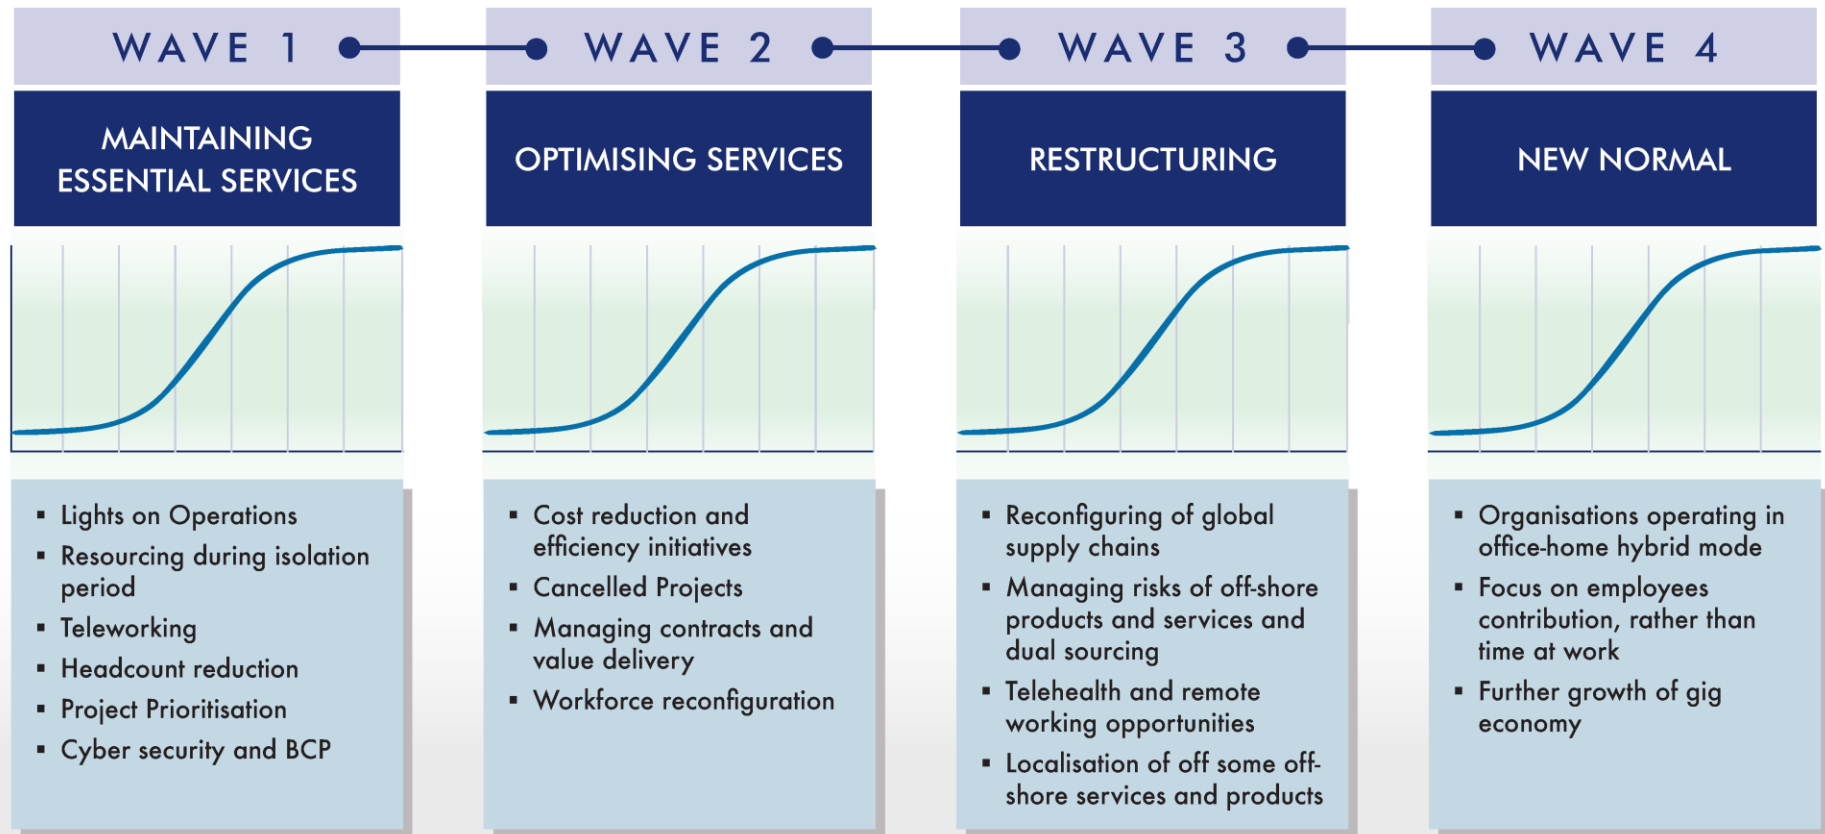 WAVE 1
WAVE 2
WAVE 3
WAVE 4
MAINTAINING
ESSENTIAL SERVICES
OPTIMISING SERVICES
RESTRUCTURING
NEW NORMAL
▪ Lights on Operations
▪ Resourcing during isolation
period
▪ Teleworking
▪ Headcount reduction
▪ Project Prioritisation
▪ Cyber security and BCP
▪ Cost reduction and
efficiency initiatives
▪ Cancelled Projects
▪ Managing contracts and
value delivery
▪ Workforce reconfiguration
▪ Reconfiguring of global
supply chains
▪ Managing risks of off-shore
products and services and
dual sourcing
▪ Telehealth and remote
working opportunities
▪ Localisation of off some off-
shore services and products
▪ Organisations operating in
office-home hybrid mode
▪ Focus on employees
contribution, rather than
time at work
▪ Further growth of gig
economy